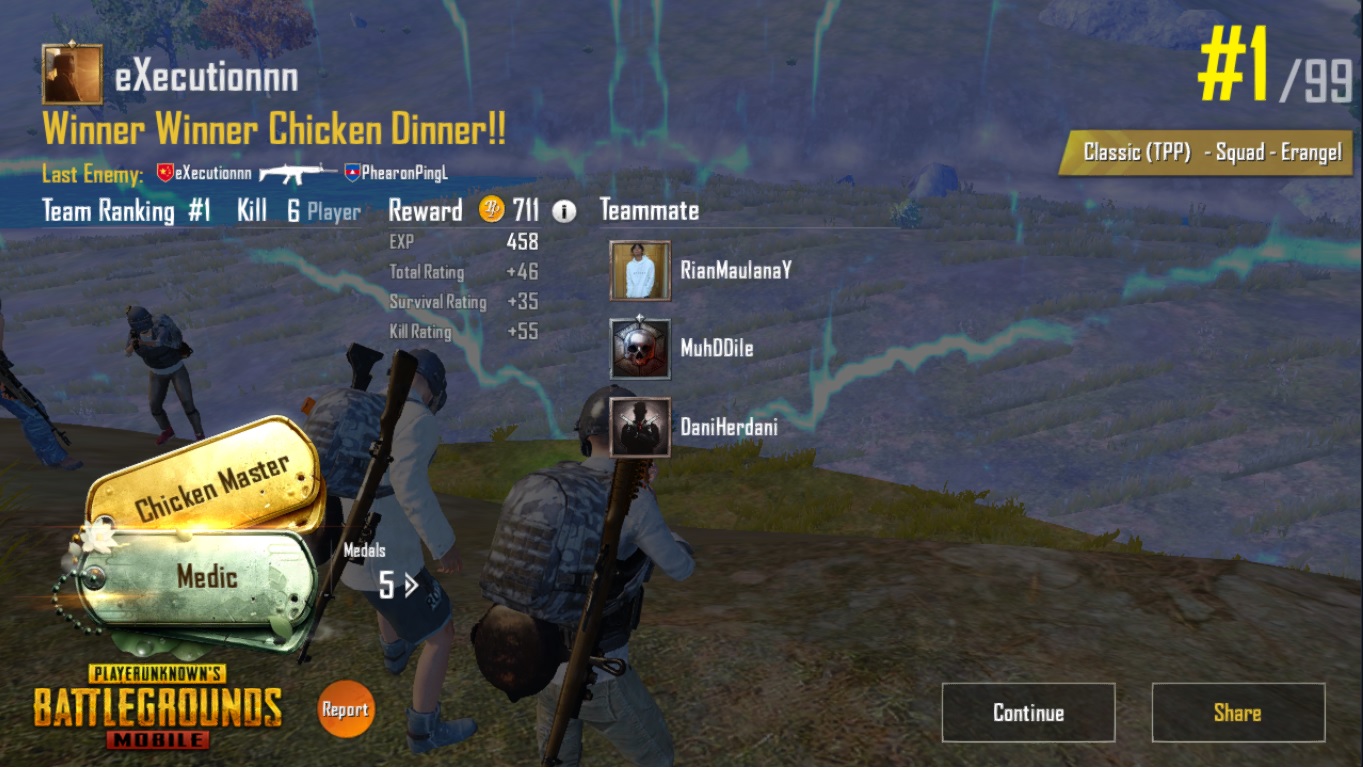 eXecutionnn
#1/99
Winner Winner Chicken Dinner!!
Classic (TPP) - Squad - Erangel
Last Enemy: eXecutionnn PhearonPingL
Team Ranking #1 Kill 6 Player Reward 711 i Teammate
EXP 458
Total Rating +46
Survival Rating +35
Kill Rating +55
RianMaulanaY
MuhDDile
DaniHerdani
Chicken Master
Medic
Medals
5
PLAYERUNKNOWN'S
BATTLEGROUNDS
MOBILE
Report
Continue
Share